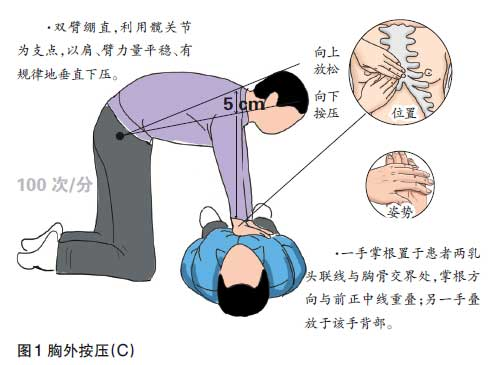 ·双臂绷直,利用髋关节
为支点,以肩、臂力量平稳、有
规律地垂直下压。
向上
放松
5 cm
向下
按压
位置
100 次/分
姿势
·一手掌根置于患者两乳
头联线与胸骨交界处,掌根方
向与前正中线重叠;另一手叠
放于该手背部。
图1 胸外按压(C)